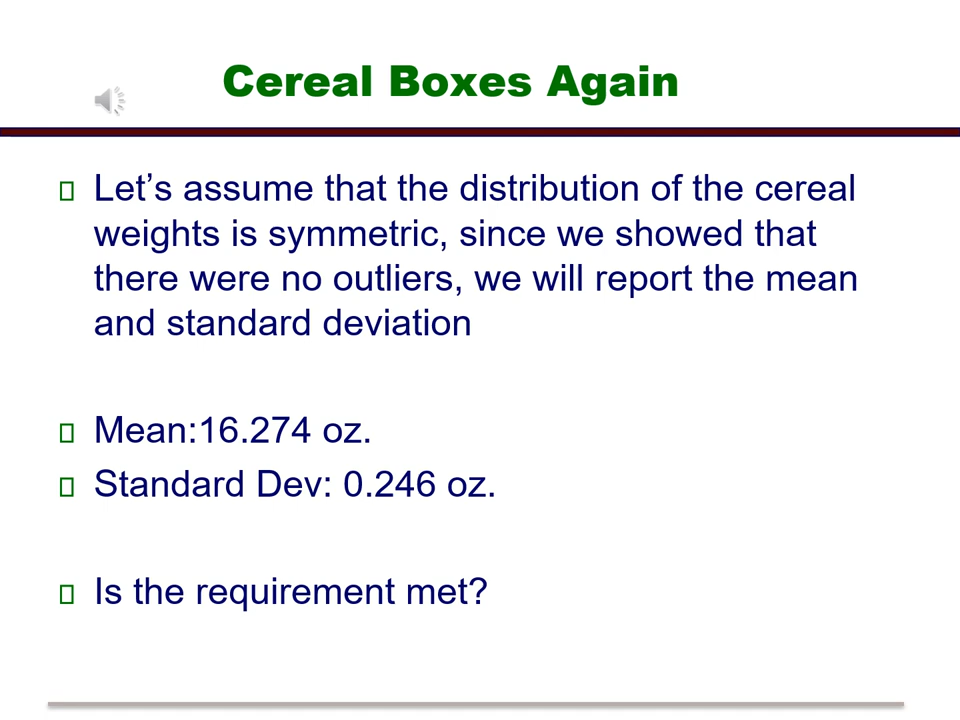 Cereal Boxes Again
Let’s assume that the distribution of the cereal
weights is symmetric, since we showed that
there were no outliers, we will report the mean
and standard deviation
Mean:16.274 oz.
Standard Dev: 0.246 oz.
Is the requirement met?